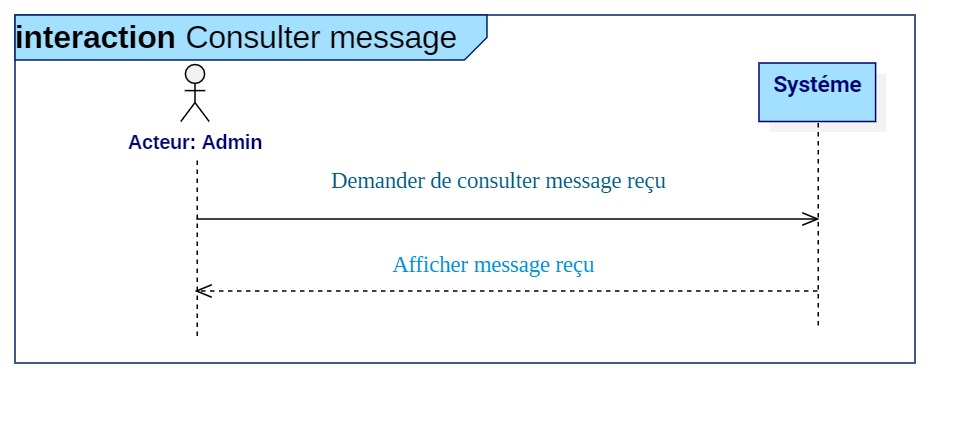 interaction Consulter message
Acteur: Admin
Systéme
Demander de consulter message reçu
Afficher message reçu